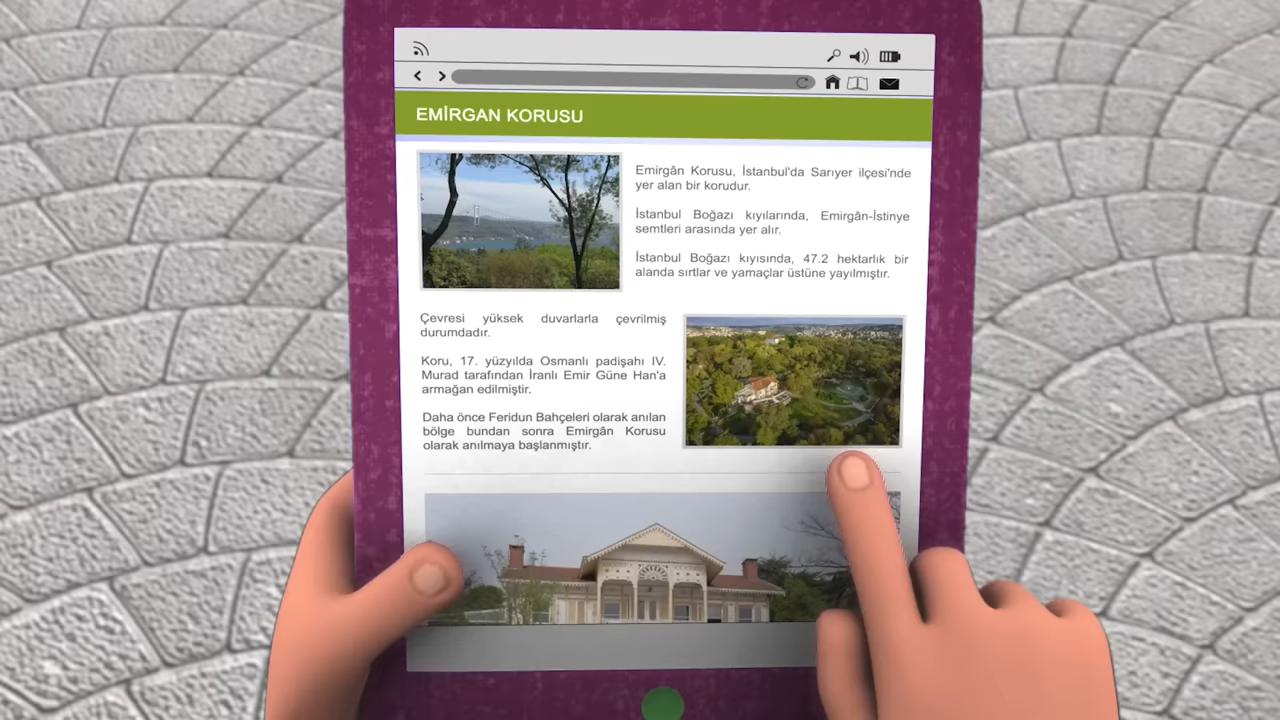 EMİRGAN KORUSU
Emirgân Korusu, İstanbul'da Sarıyer ilçesi'nde
yer alan bir korudur.
İstanbul Boğazı kıyılarında, Emirgân-İstinye
semtleri arasında yer alır.
İstanbul Boğazı kıyısında, 47.2 hektarlık bir
alanda sırtlar ve yamaçlar üstüne yayılmıştır.
Çevresi yüksek duvarlarla çevrilmiş
durumdadır.
Koru, 17. yüzyılda Osmanlı padişahı IV.
Murad tarafından İranlı Emir Güne Han'a
armağan edilmiştir.
Daha önce Feridun Bahçeleri olarak anılan
bölge bundan sonra Emirgân Korusu
olarak anılmaya başlanmıştır.